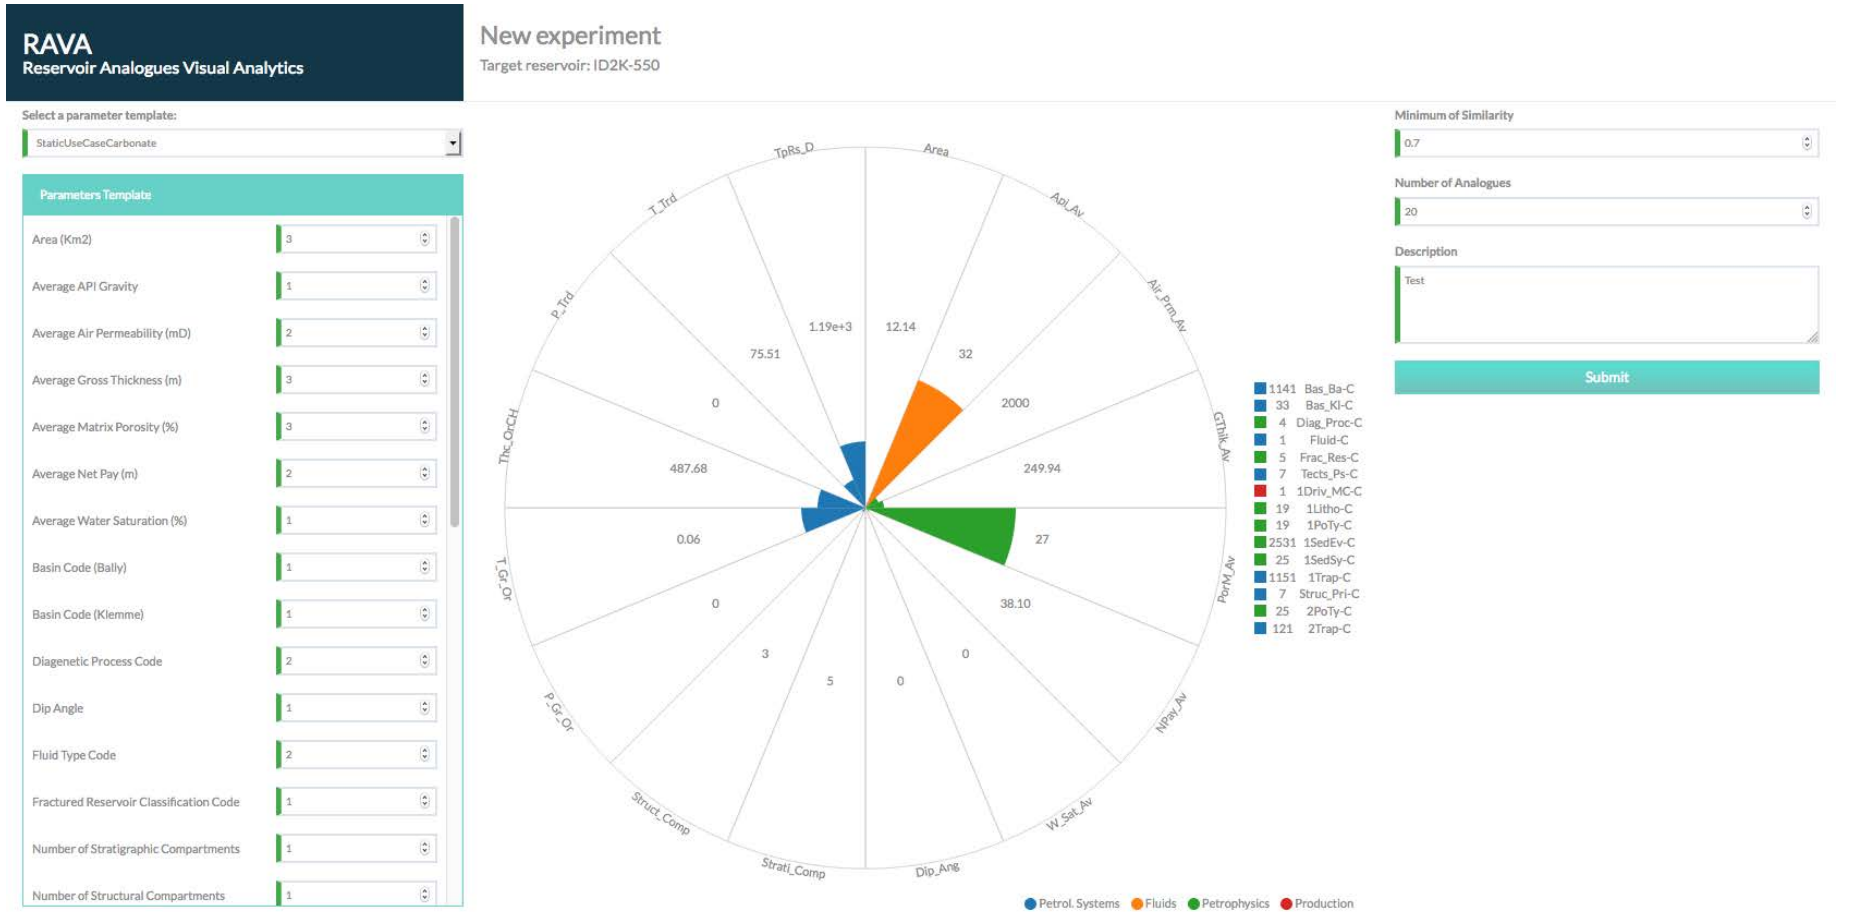 RAVA
Reservoir Analogues Visual Analytics
New experiment
Target reservoir: ID2K-550
Select a parameter template:
StaticUseCaseCarbonate
Parameters Template
Area (Km2) 3
Average API Gravity 1
Average Air Permeability (mD) 2
Average Gross Thickness (m) 3
Average Matrix Porosity (%) 3
Average Net Pay (m) 2
Average Water Saturation (%) 1
Basin Code (Bally) 1
Basin Code (Klemme) 1
Diagenetic Process Code 2
Dip Angle 1
Fluid Type Code 2
Fractured Reservoir Classification Code 1
Number of Stratigraphic Compartments 1
Number of Structural Compartments 1
TpRs_D
Area
Api_Av
Air_Prm_Av
GThik_Av
PorM_Av
NPay_Av
W_Sat_Av
Dip_Ang
Strati_Comp
Struct_Comp
P_Gr_Or
T_Gr_Or
Thc_OrCH
P_Trd
T_Trd
1.19e+3
12.14
32
2000
249.94
27
38.10
0
0
5
3
0
0.06
487.68
0
75.51
1141 Bas_Ba-C
33 Bas_Kl-C
4 Diag_Proc-C
1 Fluid-C
5 Frac_Res-C
7 Tects_Ps-C
1 1Driv_MC-C
19 1Litho-C
19 1PoTy-C
2531 1SedEv-C
25 1SedSy-C
1151 1Trap-C
7 Struc_Pri-C
25 2PoTy-C
121 2Trap-C
Petrol. Systems Fluids Petrophysics Production
Minimum of Similarity
0.7
Number of Analogues
20
Description
Test
Submit